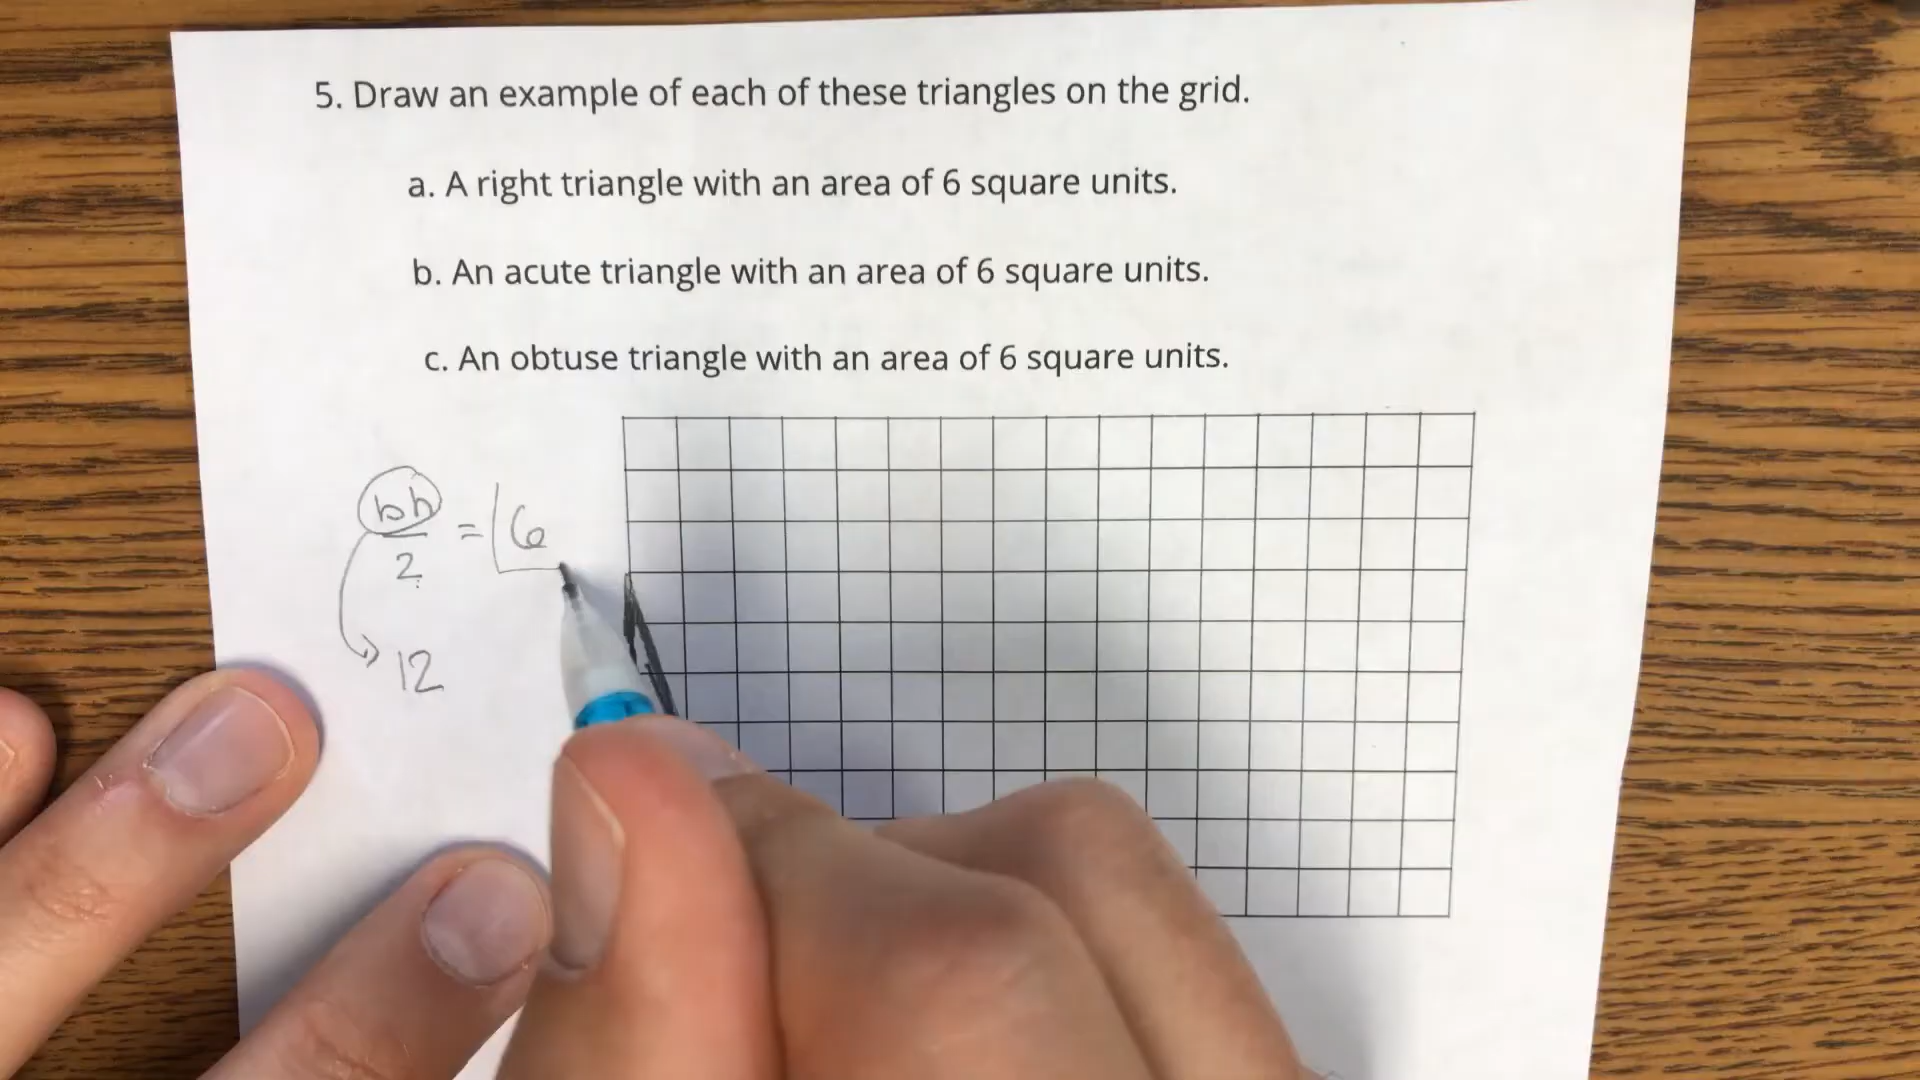 5. Draw an example of each of these triangles on the grid.
a. A right triangle with an area of 6 square units.
b. An acute triangle with an area of 6 square units.
c. An obtuse triangle with an area of 6 square units.
bh
2
= 6
12